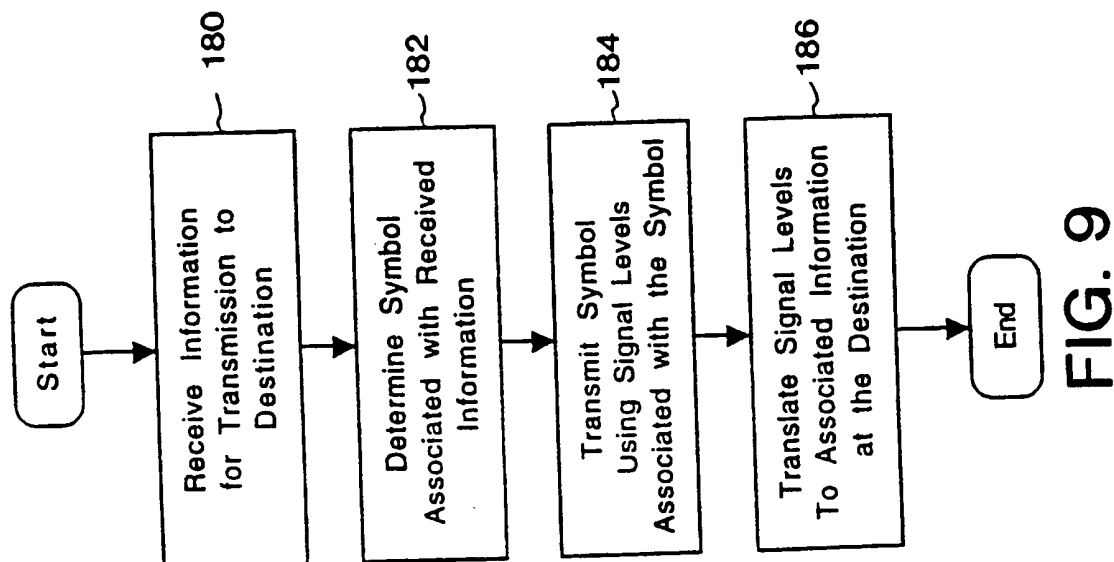 Start
Receive Information
for Transmission to
Destination
180
Determine Symbol
Associated with Received
Information
182
Transmit Symbol
Using Signal Levels
Associated with the Symbol
184
Translate Signal Levels
To Associated Information
at the Destination
186
End
FIG. 9